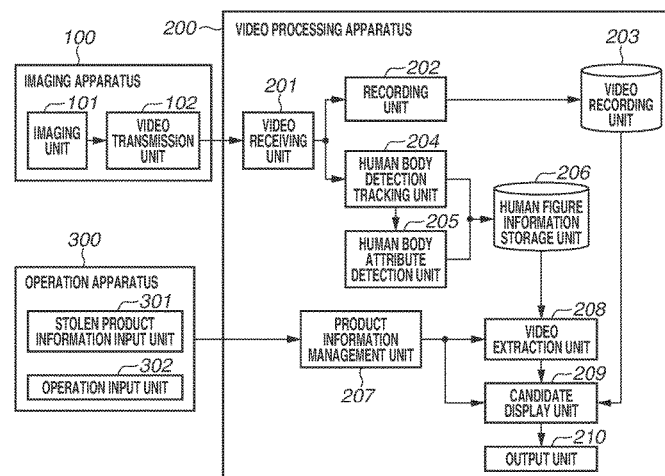 200
VIDEO PROCESSING APPARATUS
100
IMAGING APPARATUS
101
IMAGING
UNIT
102
VIDEO
TRANSMISSION
UNIT
201
VIDEO
RECEIVING
UNIT
202
RECORDING
UNIT
203
VIDEO
RECORDING
UNIT
204
HUMAN BODY
DETECTION
TRACKING UNIT
205
HUMAN BODY
ATTRIBUTE
DETECTION UNIT
206
HUMAN FIGURE
INFORMATION
STORAGE UNIT
300
OPERATION APPARATUS
301
STOLEN PRODUCT
INFORMATION INPUT UNIT
302
OPERATION INPUT UNIT
PRODUCT
INFORMATION
MANAGEMENT UNIT
207
208
VIDEO
EXTRACTION UNIT
209
CANDIDATE
DISPLAY UNIT
210
OUTPUT UNIT